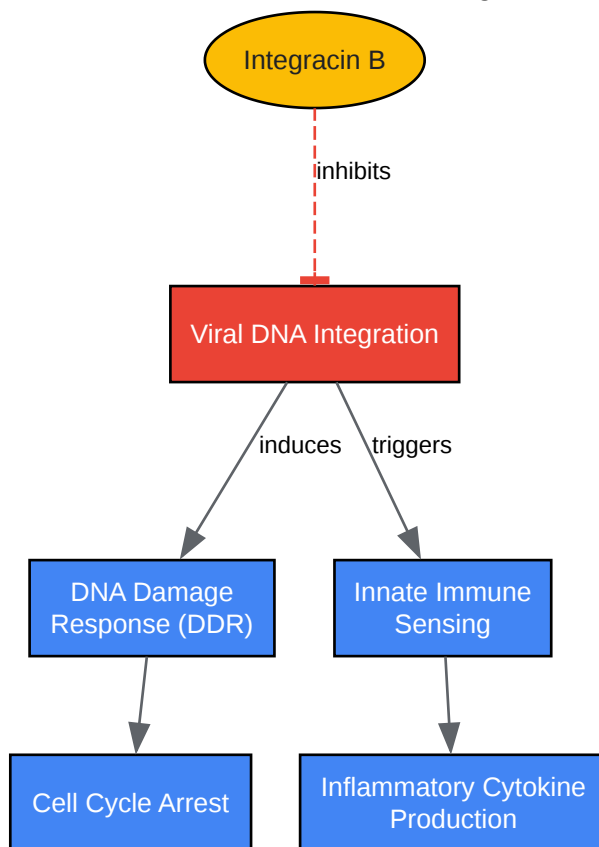 Integracin B
inhibits
Viral DNA Integration
induces
triggers
DNA Damage
Response (DDR)
Innate Immune
Sensing
Cell Cycle Arrest
Inflammatory Cytokine
Production